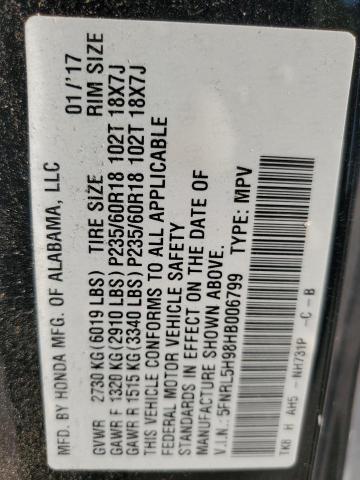 MFD. BY HONDA MFG. OF ALABAMA, LLC 01/'17
GVWR 2730 KG (6019 LBS) TIRE SIZE RIM SIZE
GAWR F 1320 KG (2910 LBS) P235/60R18 102T 18X7J
GAWR R 1515 KG (3340 LBS) P235/60R18 102T 18X7J
THIS VEHICLE CONFORMS TO ALL APPLICABLE
FEDERAL MOTOR VEHICLE SAFETY
STANDARDS IN EFFECT ON THE DATE OF
MANUFACTURE SHOWN ABOVE.
V.I.N.: 5FNRL5H98HB006799 TYPE: MPV
TK8 H AH5 - NH731P -C - B